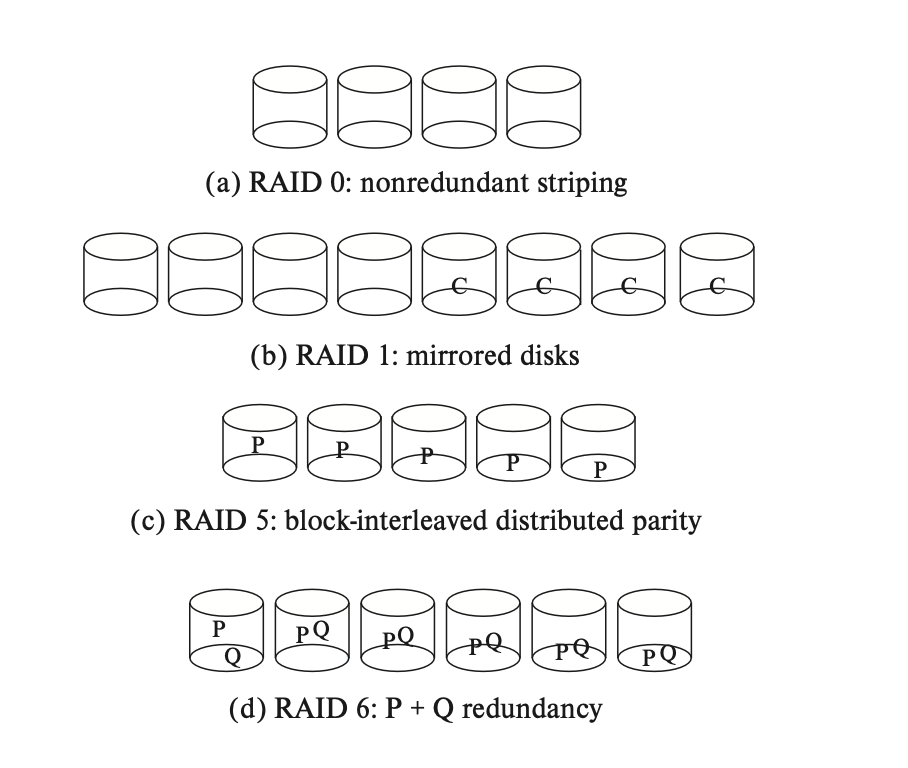 (a) RAID 0: nonredundant striping
C C C C
(b) RAID 1: mirrored disks
P P P P P
(c) RAID 5: block-interleaved distributed parity
P Q P Q P Q P Q P Q P Q
(d) RAID 6: P + Q redundancy